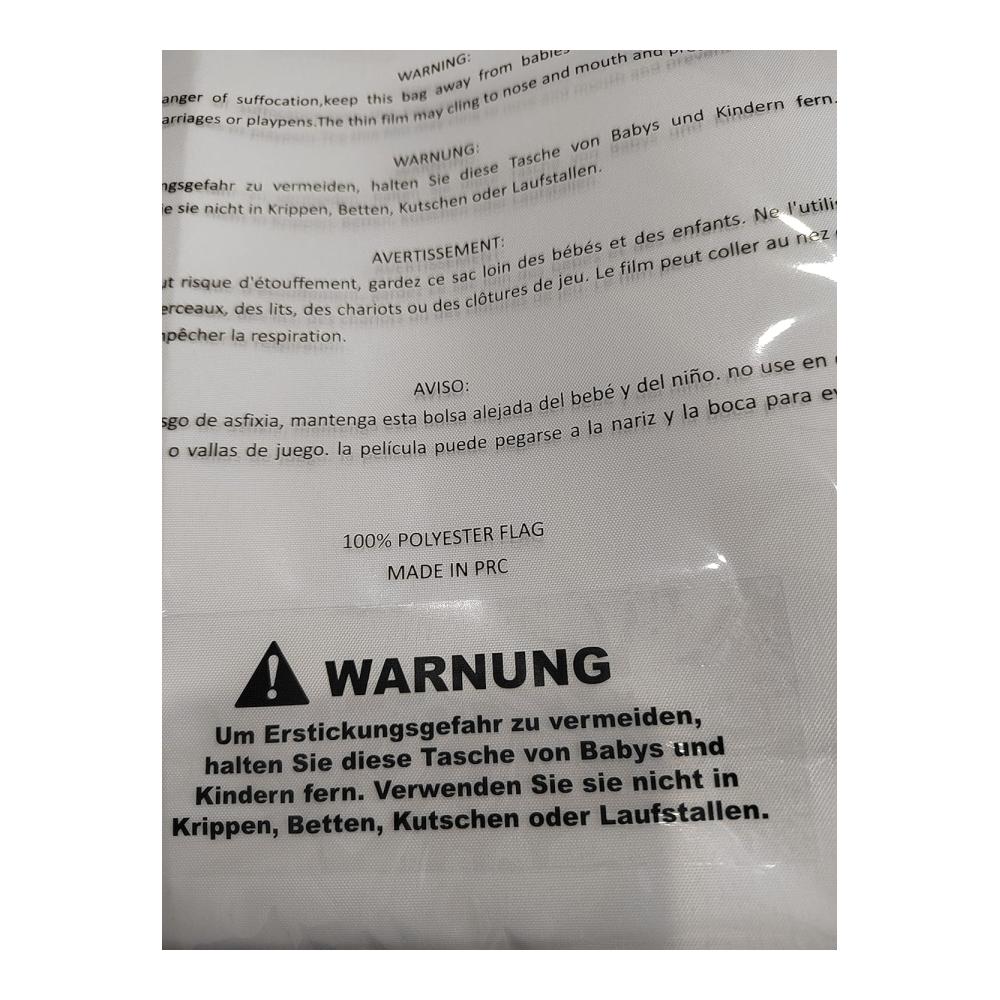 WARNING:
anger of suffocation,keep this bag away from babies
arriages or playpens.The thin film may cling to nose and mouth and
WARNUNG:
ngsgefahr zu vermeiden, halten Sie diese Tasche von Babys und Kindern fern.
e sie nicht in Krippen, Betten, Kutschen oder Laufstallen.
AVERTISSEMENT:
ut risque d'étouffement, gardez ce sac loin des bébés et des enfants. Ne l'utilis
erceaux, des lits, des chariots ou des clôtures de jeu. Le film peut coller au nez
npêcher la respiration.
AVISO:
sgo de asfixia, mantenga esta bolsa alejada del bebé y del niño. no use en
o vallas de juego. la película puede pegarse a la nariz y la boca para ev
100% POLYESTER FLAG
MADE IN PRC
WARNUNG
Um Erstickungsgefahr zu vermeiden,
halten Sie diese Tasche von Babys und
Kindern fern. Verwenden Sie sie nicht in
Krippen, Betten, Kutschen oder Laufstallen.